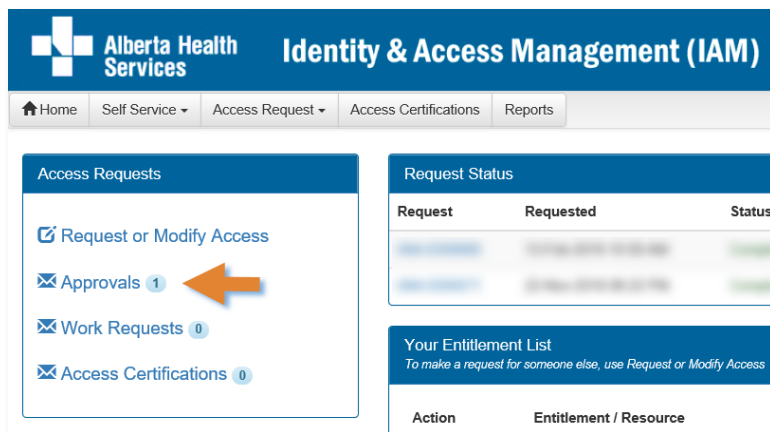 Alberta Health
Services
Identity & Access Management (IAM)
Home Self Service Access Request Access Certifications Reports
Access Requests
Request or Modify Access
Approvals 1
Work Requests 0
Access Certifications 0
Request Status
Request Requested Status
Your Entitlement List
To make a request for someone else, use Request or Modify Access
Action Entitlement / Resource